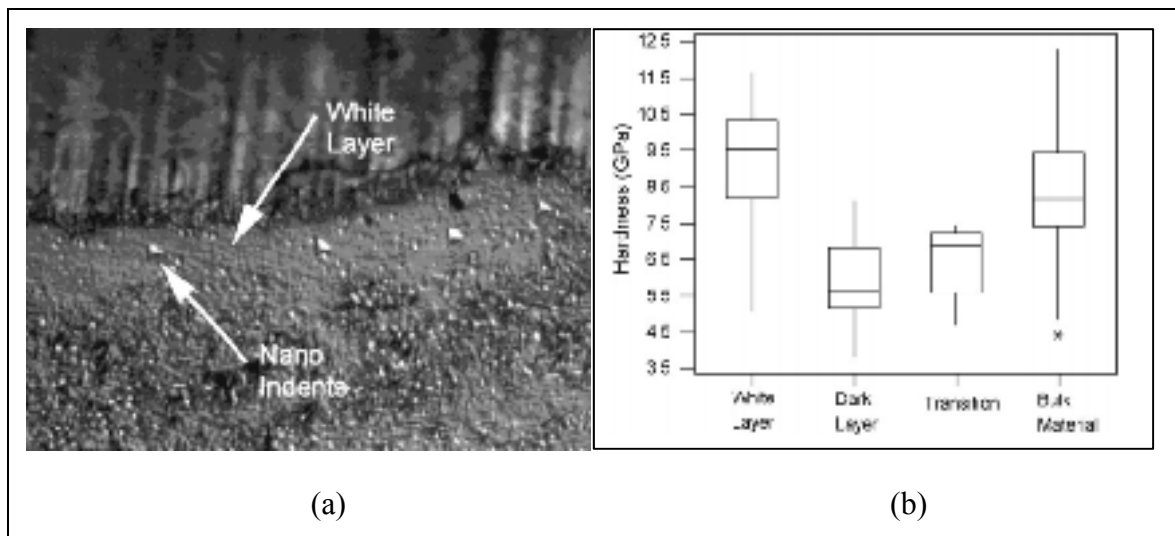 White
Layer
Nano
Indents
Hardness (GPa)
12.5
11.5
10.5
9.5
8.5
7.5
6.5
5.5
4.5
3.5
White
Layer
Dark
Layer
Transition
Bulk
Material
(a)
(b)